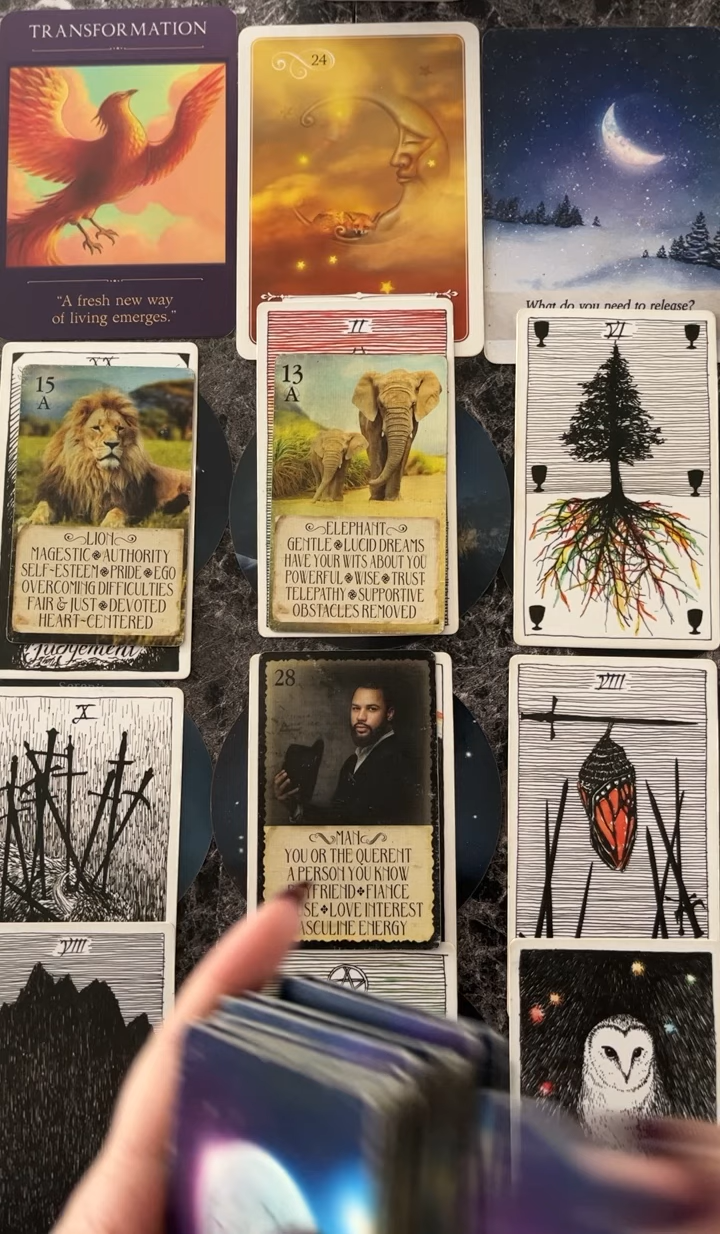 TRANSFORMATION
"A fresh new way
of living emerges."
24
What do you need to release?
15
A
LION
MAGESTIC AUTHORITY
SELF-ESTEEM PRIDE EGO
OVERCOMING DIFFICULTIES
FAIR & JUST DEVOTED
HEART-CENTERED
Judgement
II
13
A
ELEPHANT
GENTLE LUCID DREAMS
HAVE YOUR WITS ABOUT YOU
POWERFUL WISE TRUST
TELEPATHY SUPPORTIVE
OBSTACLES REMOVED
VI
X
28
MAN
YOU OR THE QUERENT
A PERSON YOU KNOW
FIANCE
LOVE INTEREST
ENERGY
VIII
VIII